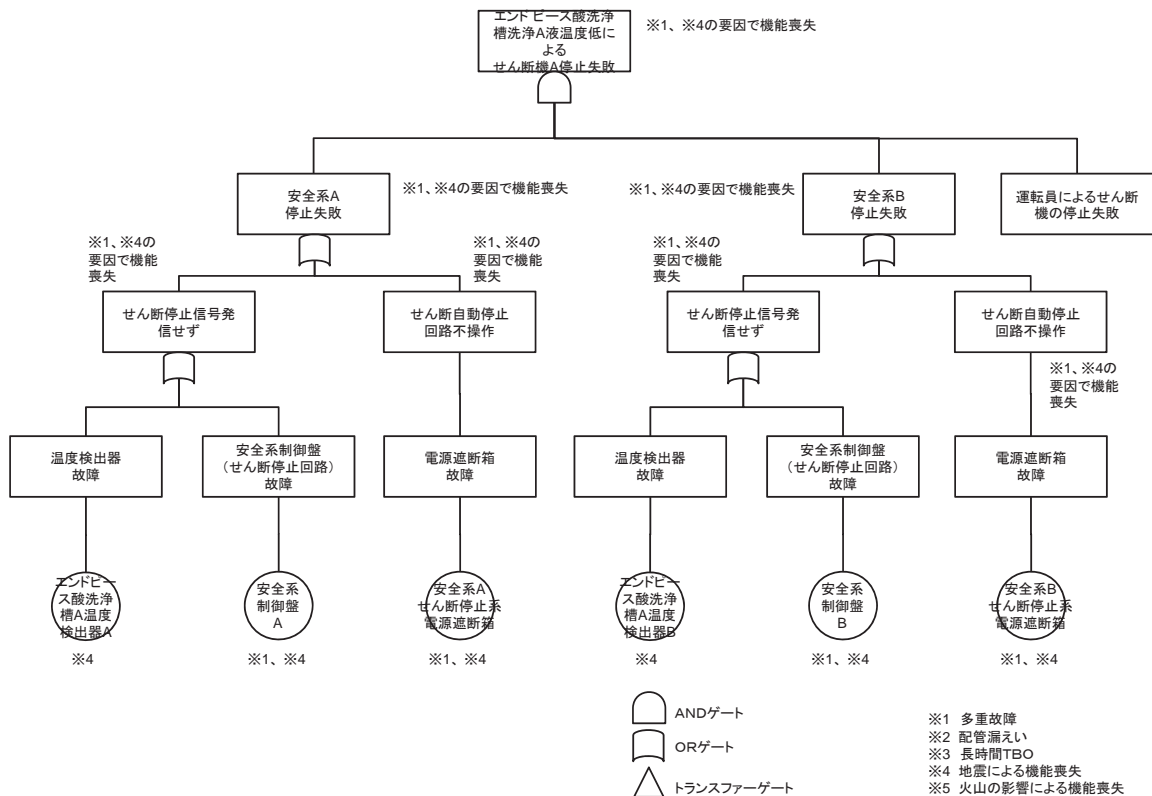 エンドピース酸洗浄
槽洗浄A液温度低に
よる
せん断機A停止失敗
※1、※4の要因で機能喪失
安全系A
停止失敗
※1、※4の要因で機能喪失
※1、※4の要因で機能喪失
安全系B
停止失敗
運転員によるせん断
機の停止失敗
※1、※4の
要因で機能
喪失
※1、※4の
要因で機能
喪失
※1、※4の
要因で機能
喪失
せん断停止信号発
信せず
せん断自動停止
回路不操作
せん断停止信号発
信せず
せん断自動停止
回路不操作
※1、※4の
要因で機能
喪失
温度検出器
故障
安全系制御盤
（せん断停止回路）
故障
電源遮断箱
故障
温度検出器
故障
安全系制御盤
（せん断停止回路）
故障
電源遮断箱
故障
エンドピー
ス酸洗浄
槽A温度
検出器A
安全系
制御盤
A
安全系A
せん断停止系
電源遮断箱
エンドピー
ス酸洗浄
槽A温度
検出器B
安全系
制御盤
B
安全系B
せん断停止系
電源遮断箱
※4
※1、※4
※1、※4
※4
※1、※4
※1、※4
ANDゲート
ORゲート
トランスファーゲート
※1 多重故障
※2 配管漏えい
※3 長時間TBO
※4 地震による機能喪失
※5 火山の影響による機能喪失